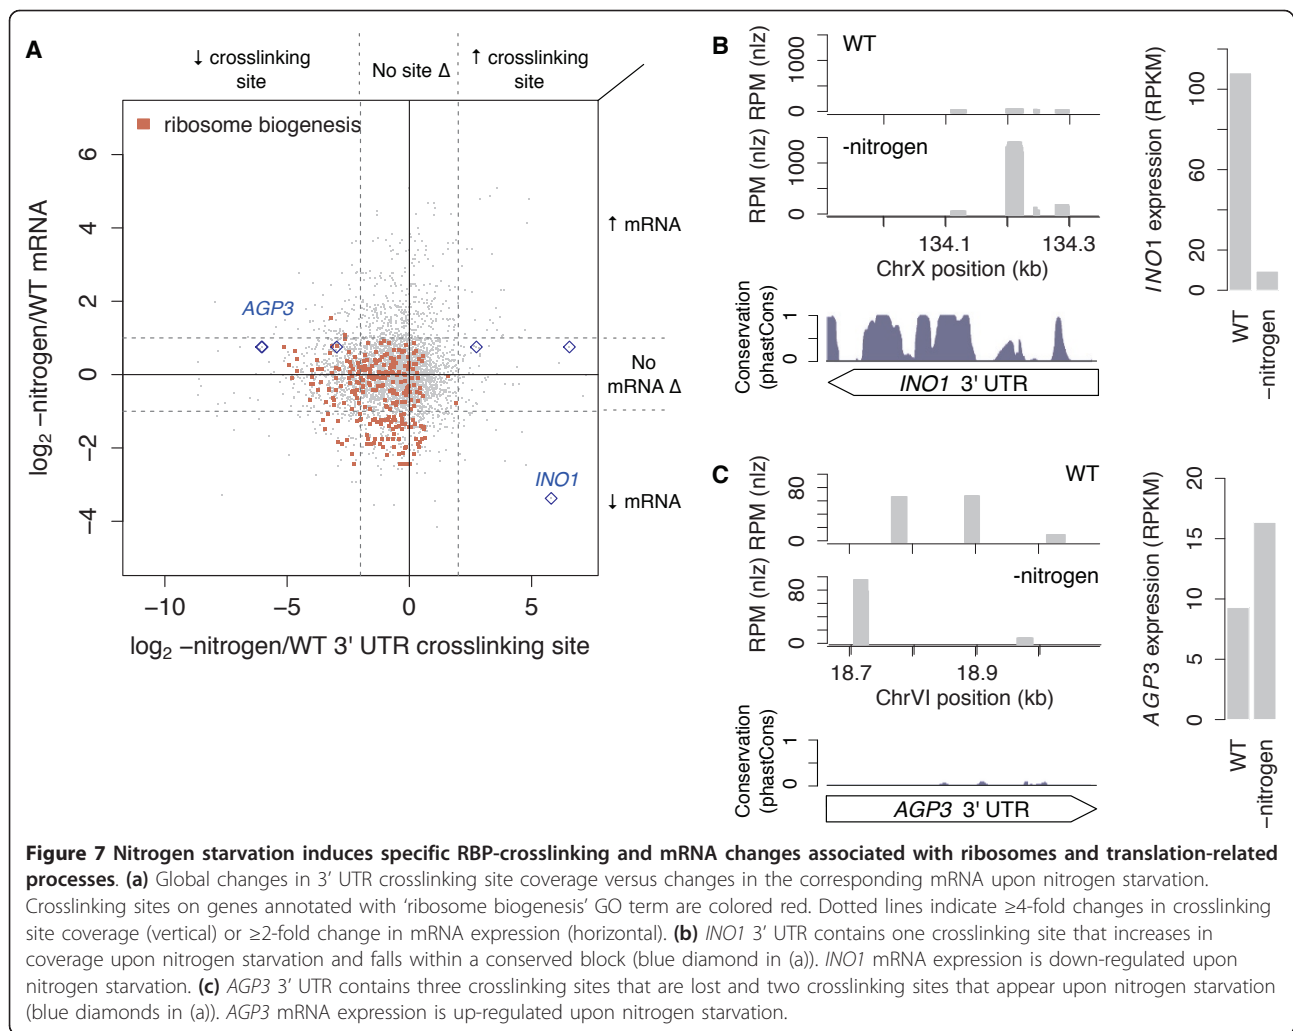 A
↓ crosslinking
site
No site Δ
↑ crosslinking
site
ribosome biogenesis
6
4
2
0
−2
−4
log2 −nitrogen/WT mRNA
AGP3
INO1
↑ mRNA
No
mRNA Δ
↓ mRNA
−10
−5
0
5
log2 −nitrogen/WT 3' UTR crosslinking site
B
WT
RPM (nlz)
1000
0
-nitrogen
RPM (nlz)
1000
0
134.1
134.3
ChrX position (kb)
Conservation
(phastCons)
1
0
INO1 3' UTR
INO1 expression (RPKM)
100
60
20
0
WT
−nitrogen
C
WT
RPM (nlz)
80
0
-nitrogen
RPM (nlz)
80
0
18.7
18.9
ChrVI position (kb)
Conservation
(phastCons)
1
0
AGP3 3' UTR
AGP3 expression (RPKM)
20
15
10
5
0
WT
−nitrogen
Figure 7 Nitrogen starvation induces specific RBP-crosslinking and mRNA changes associated with ribosomes and translation-related
processes. (a) Global changes in 3′ UTR crosslinking site coverage versus changes in the corresponding mRNA upon nitrogen starvation.
Crosslinking sites on genes annotated with ‘ribosome biogenesis’ GO term are colored red. Dotted lines indicate ≥4-fold changes in crosslinking
site coverage (vertical) or ≥2-fold change in mRNA expression (horizontal). (b) INO1 3′ UTR contains one crosslinking site that increases in
coverage upon nitrogen starvation and falls within a conserved block (blue diamond in (a)). INO1 mRNA expression is down-regulated upon
nitrogen starvation. (c) AGP3 3′ UTR contains three crosslinking sites that are lost and two crosslinking sites that appear upon nitrogen starvation
(blue diamonds in (a)). AGP3 mRNA expression is up-regulated upon nitrogen starvation.